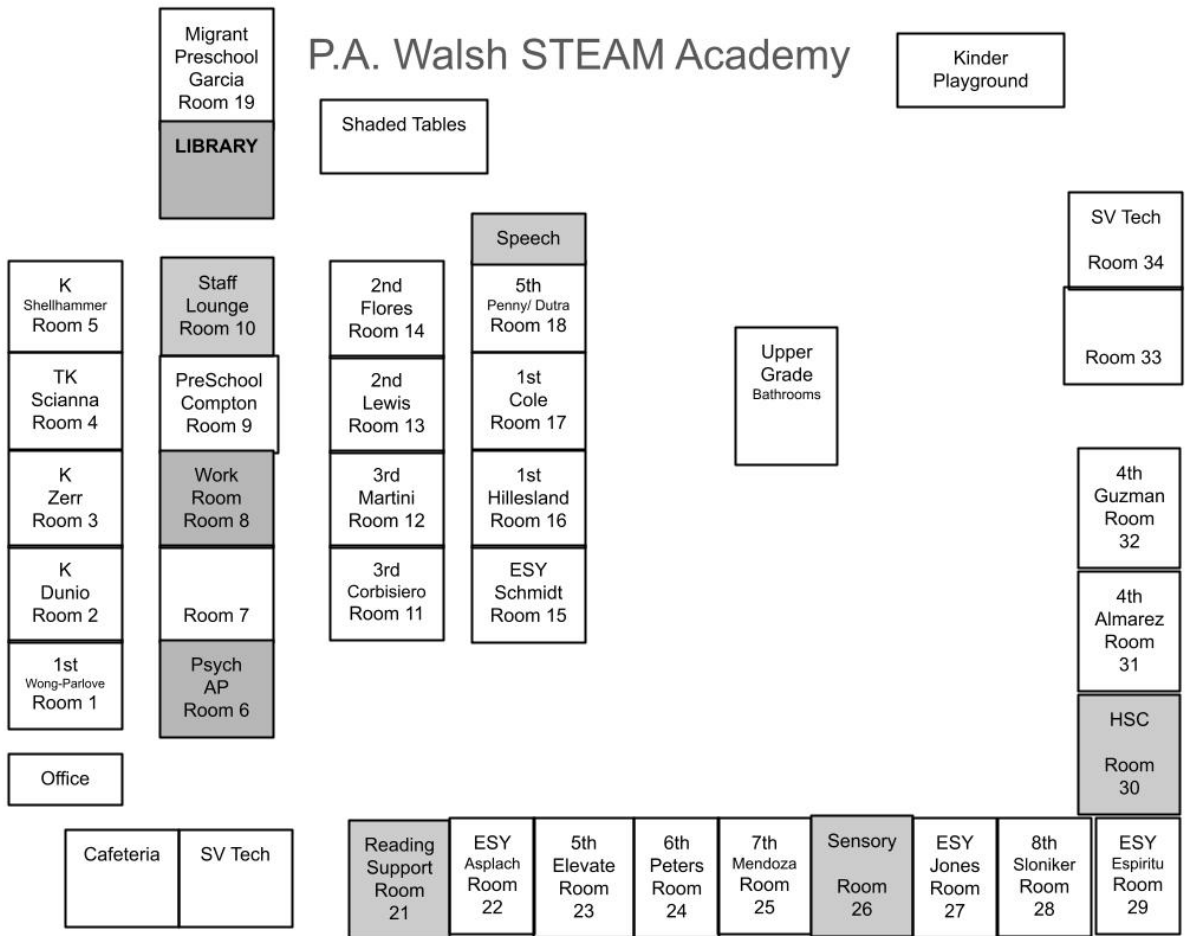 P.A. Walsh STEAM Academy
Migrant
Preschool
Garcia
Room 19
LIBRARY
Shaded Tables
Kinder
Playground
K
Shellhammer
Room 5
TK
Scianna
Room 4
K
Zerr
Room 3
K
Dunio
Room 2
1st
Wong-Parlove
Room 1
Office
Staff
Lounge
Room 10
PreSchool
Compton
Room 9
Work
Room
Room 8
Room 7
Psych
AP
Room 6
2nd
Flores
Room 14
2nd
Lewis
Room 13
3rd
Martini
Room 12
3rd
Corbisiero
Room 11
Speech
5th
Penny/ Dutra
Room 18
1st
Cole
Room 17
1st
Hillesland
Room 16
ESY
Schmidt
Room 15
Upper
Grade
Bathrooms
SV Tech
Room 34
Room 33
4th
Guzman
Room
32
4th
Almarez
Room
31
HSC
Room
30
Cafeteria
SV Tech
Reading
Support
Room
21
ESY
Asplach
Room
22
5th
Elevate
Room
23
6th
Peters
Room
24
7th
Mendoza
Room
25
Sensory
Room
26
ESY
Jones
Room
27
8th
Sloniker
Room
28
ESY
Espiritu
Room
29